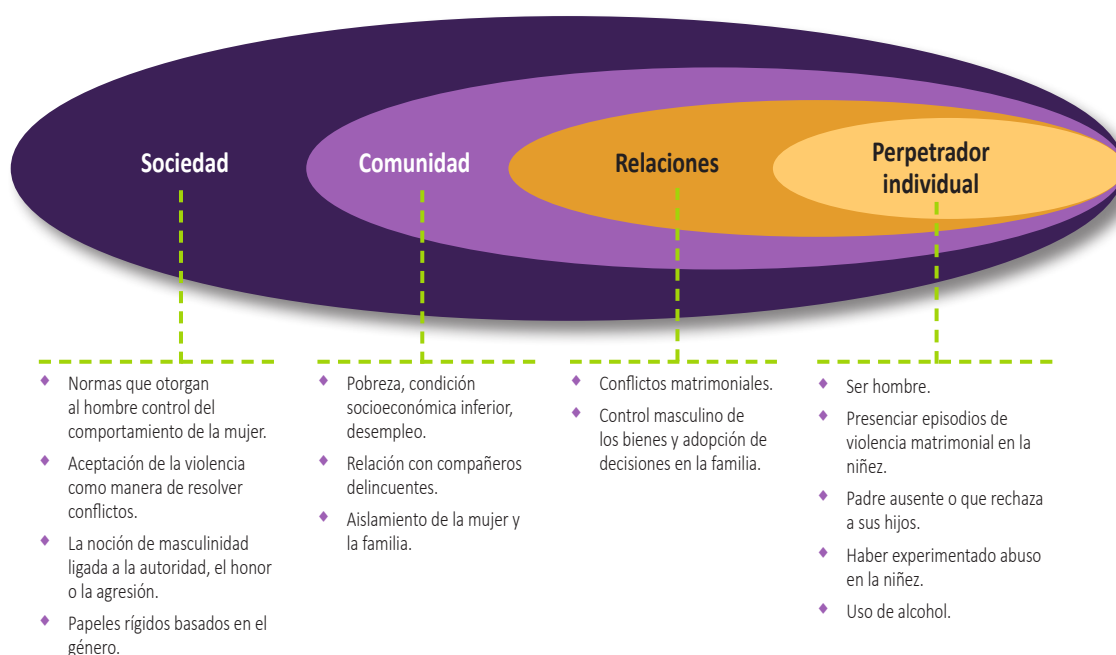 Sociedad
Comunidad
Relaciones
Perpetrador
individual
Normas que otorgan
al hombre control del
comportamiento de la mujer.
Aceptación de la violencia
como manera de resolver
conflictos.
La noción de masculinidad
ligada a la autoridad, el honor
o la agresión.
Papeles rígidos basados en el
género.
Pobreza, condición
socioeconómica inferior,
desempleo.
Relación con compañeros
delincuentes.
Aislamiento de la mujer y
la familia.
Conflictos matrimoniales.
Control masculino de
los bienes y adopción de
decisiones en la familia.
Ser hombre.
Presenciar episodios de
violencia matrimonial en la
niñez.
Padre ausente o que rechaza
a sus hijos.
Haber experimentado abuso
en la niñez.
Uso de alcohol.